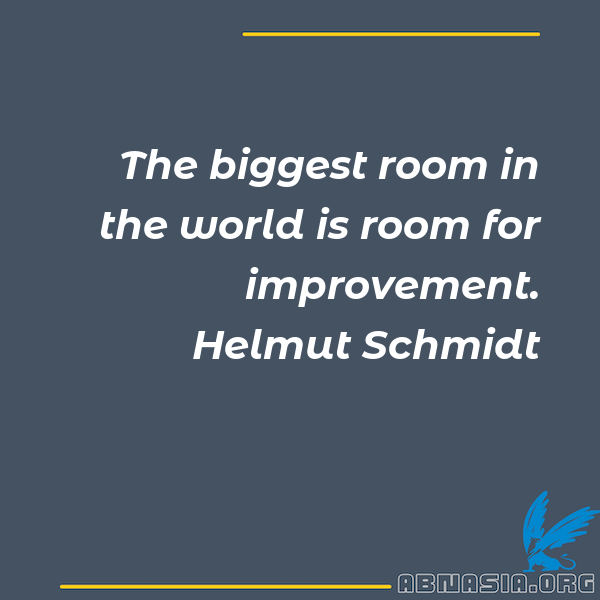 The biggest room in
the world is room for
improvement.
Helmut Schmidt
ABNASIA.ORG